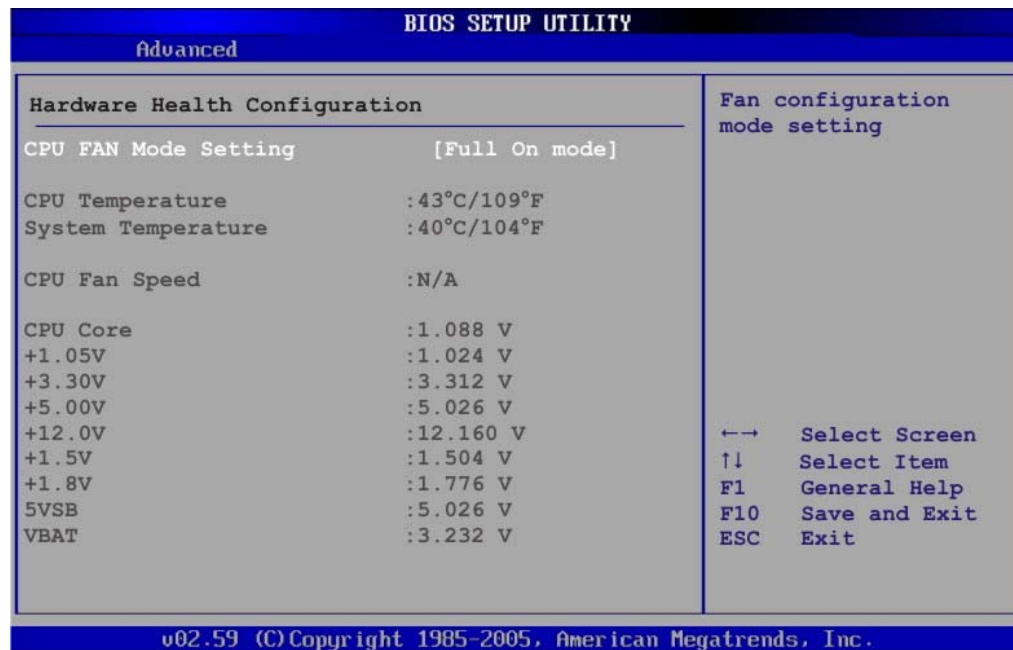 BIOS SETUP UTILITY
Advanced
Hardware Health Configuration
CPU FAN Mode Setting [Full On mode]
CPU Temperature :43°C/109°F
System Temperature :40°C/104°F
CPU Fan Speed :N/A
CPU Core :1.088 V
+1.05V :1.024 V
+3.30V :3.312 V
+5.00V :5.026 V
+12.0V :12.160 V
+1.5V :1.504 V
+1.8V :1.776 V
5VSB :5.026 V
VBAT :3.232 V
Fan configuration
mode setting
←→ Select Screen
↑↓ Select Item
F1 General Help
F10 Save and Exit
ESC Exit
v02.59 (C)Copyright 1985-2005, American Megatrends, Inc.